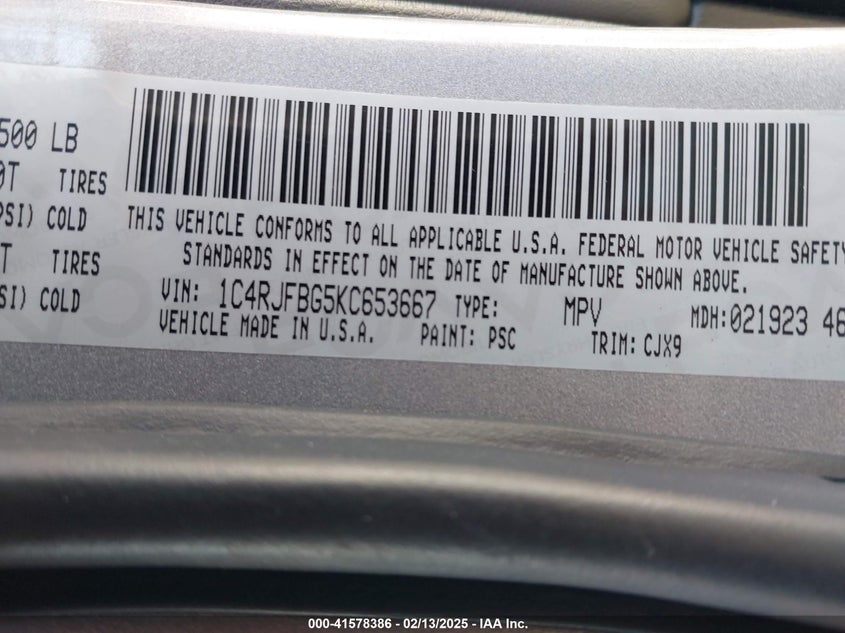 500 LB
TIRES
PSI) COLD
TIRES
SI) COLD
THIS VEHICLE CONFORMS TO ALL APPLICABLE U.S.A. FEDERAL MOTOR VEHICLE SAFETY
STANDARDS IN EFFECT ON THE DATE OF MANUFACTURE SHOWN ABOVE.
VIN: 1C4RJFBG5KC653667 TYPE: MPV MDH:021923 46
VEHICLE MADE IN U.S.A. PAINT: PSC TRIM: CJX9
000-41578386 - 02/13/2025 - IAA Inc.